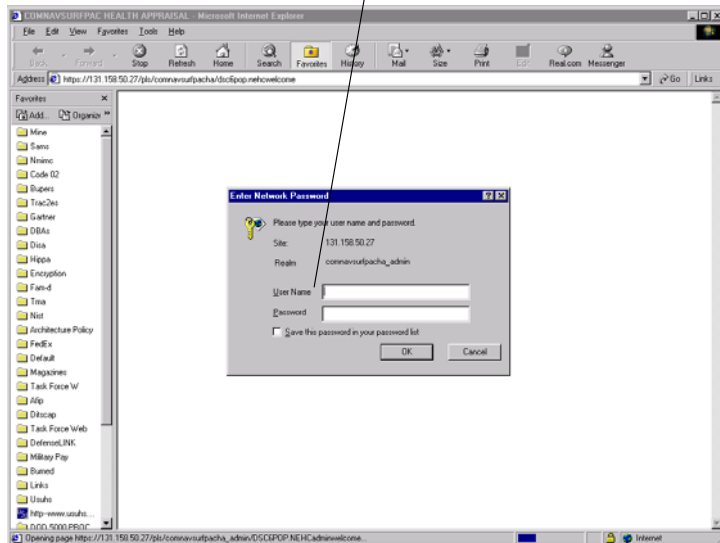 COMNAVSURFPAC HEALTH APPRAISAL - Microsoft Internet Explorer
File Edit View Favorites Tools Help
Back Forward Stop Refresh Home Search Favorites History Mail Size Print Edit Real.com Messenger
Address https://131.158.50.27/pls/comnavsurfpacha/dsc6pop.nehcwelcome Go Links
Favorites
Add... Organize
Mine
Sams
Nmimc
Code 02
Bupers
Trac2es
Gartner
DBAs
Disa
Hippa
Encryption
Fam-d
Tma
Nist
Architecture Policy
FedEx
Default
Magazines
Task Force W
Afip
Ditscap
Task Force Web
DefenseLINK
Military Pay
Bumed
Links
Usuhs
http--www.usuhs....
DOD 5000 PROC
Enter Network Password
Please type your user name and password.
Site: 131.158.50.27
Realm comnavsurfpacha_admin
User Name
Password
Save this password in your password list
OK Cancel
Opening page https://131.158.50.27/pls/comnavsurfpacha_admin/DSC6POP.NEHCadminwelcome... Internet